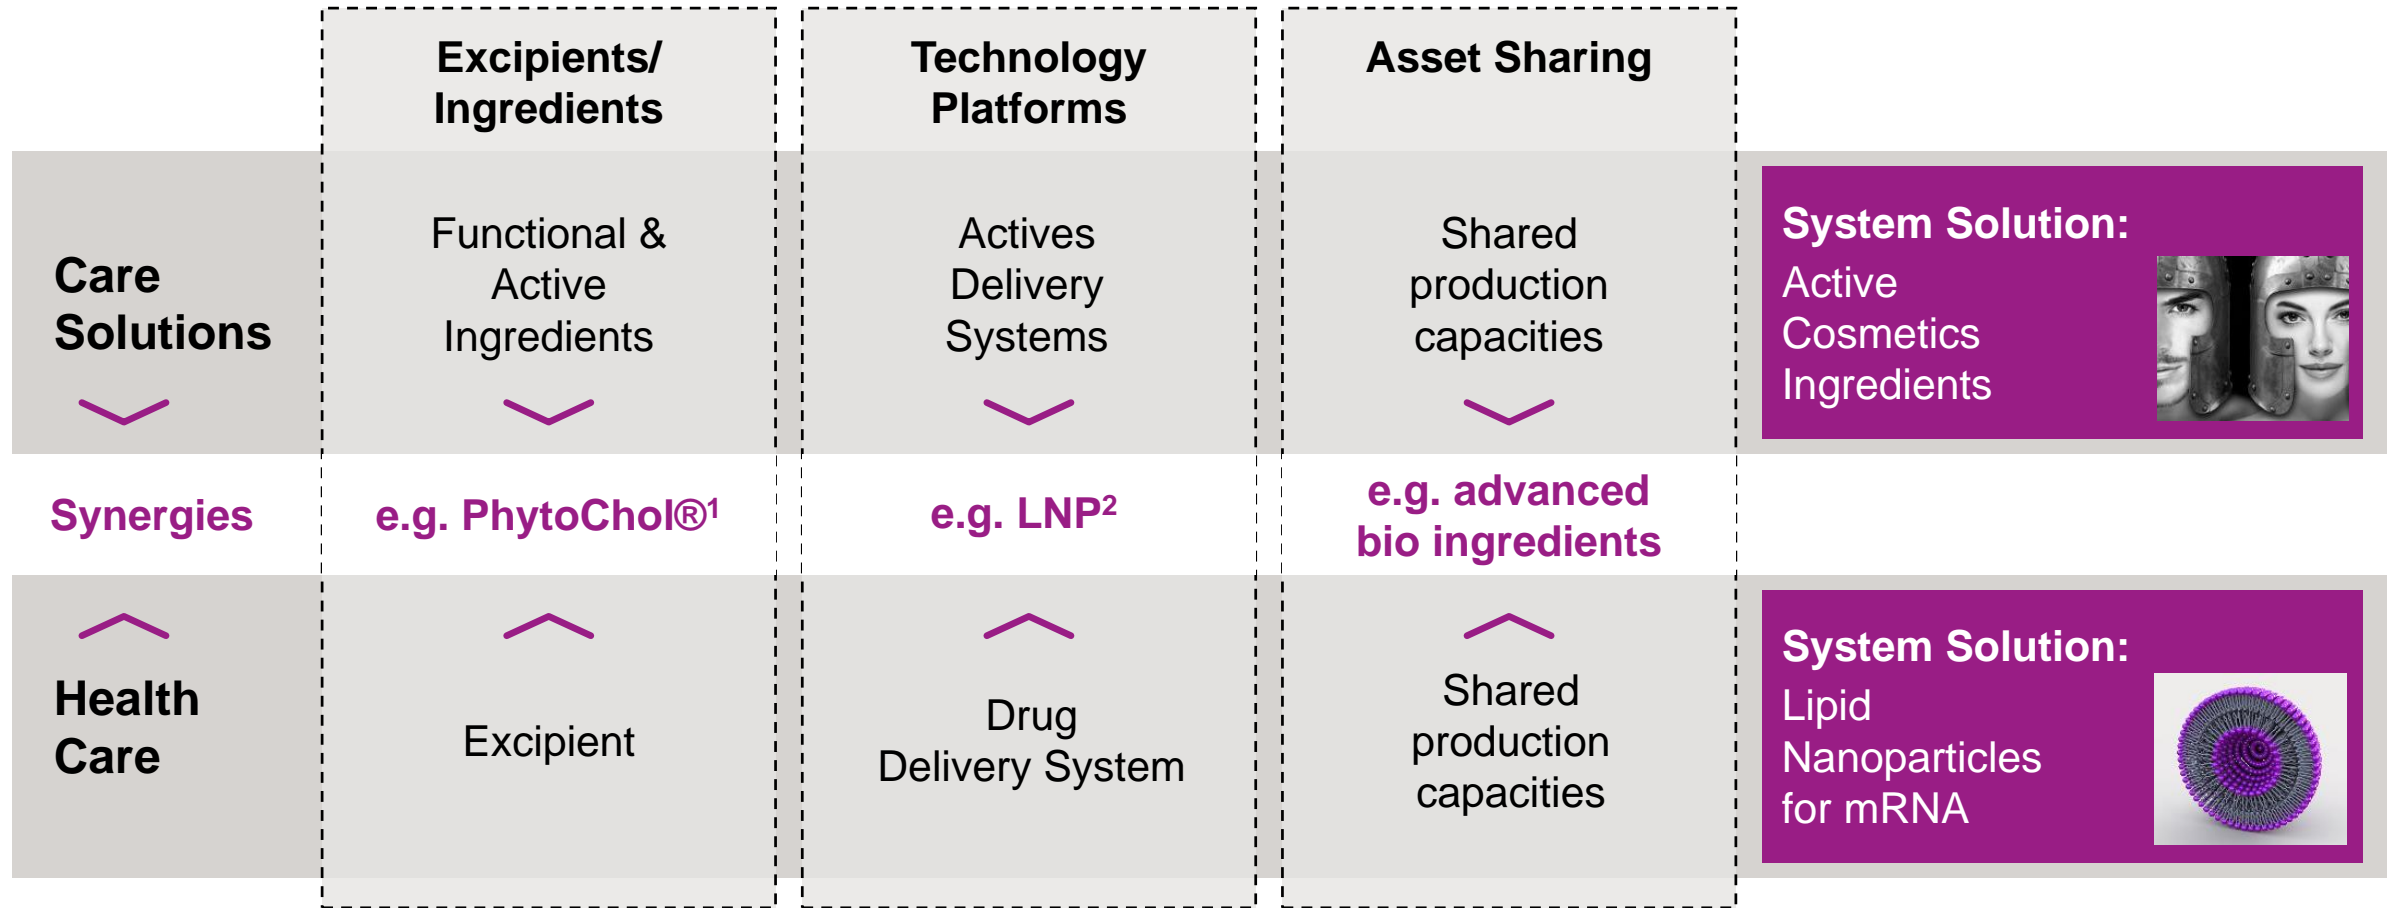 Excipients/
Ingredients
Technology
Platforms
Asset Sharing
Care
Solutions
Functional &
Active
Ingredients
Actives
Delivery
Systems
Shared
production
capacities
System Solution:
Active
Cosmetics
Ingredients
Synergies
e.g. PhytoChol®¹
e.g. LNP²
e.g. advanced
bio ingredients
Health
Care
Excipient
Drug
Delivery System
Shared
production
capacities
System Solution:
Lipid
Nanoparticles
for mRNA